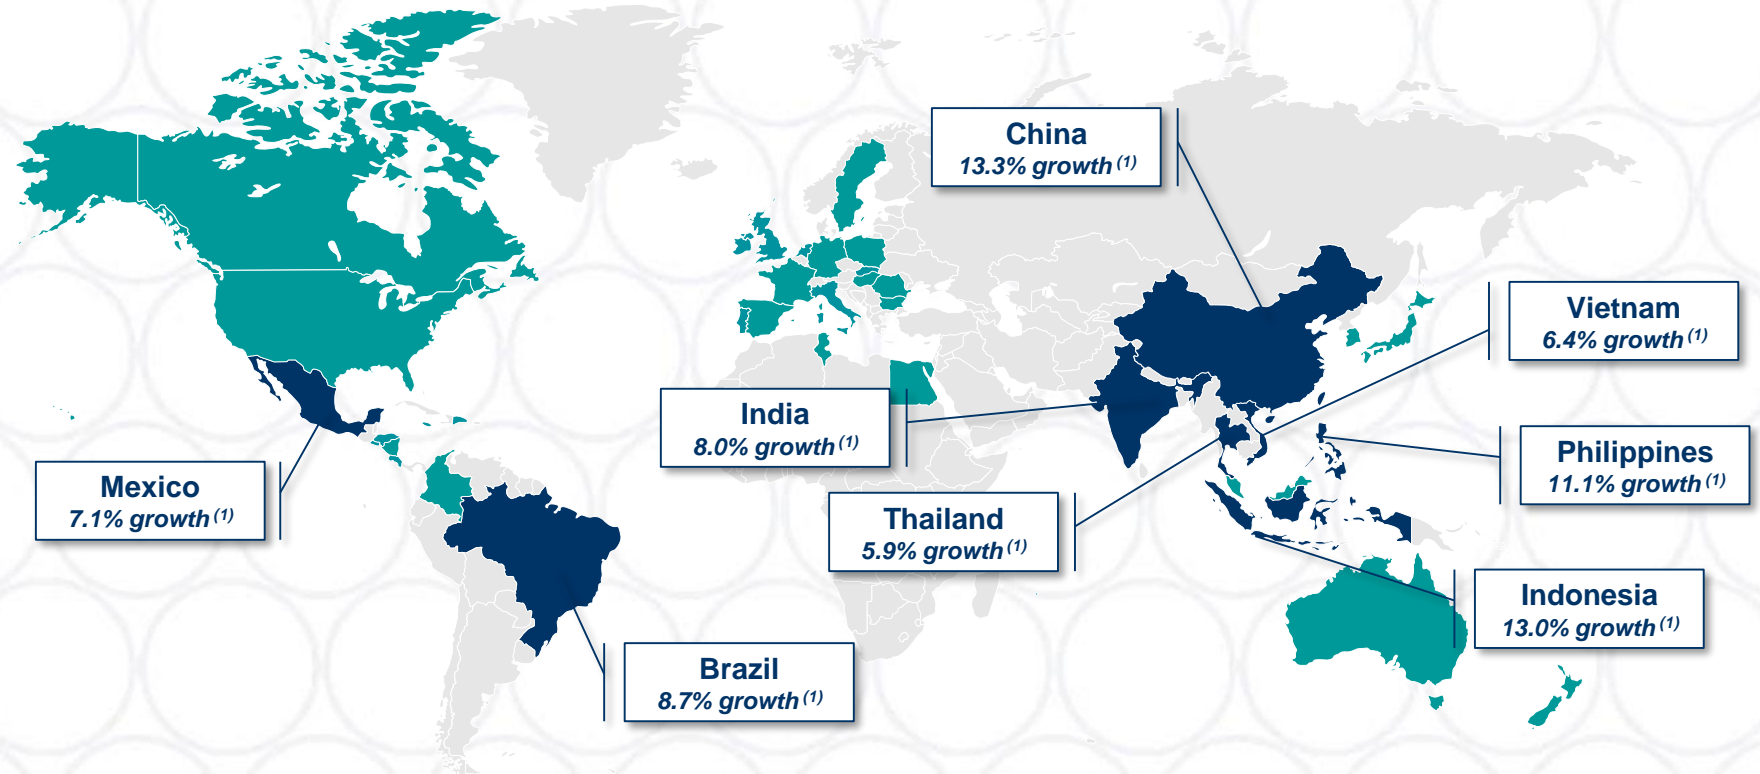 China
13.3% growth (1)
Vietnam
6.4% growth (1)
India
8.0% growth (1)
Philippines
11.1% growth (1)
Mexico
7.1% growth (1)
Thailand
5.9% growth (1)
Indonesia
13.0% growth (1)
Brazil
8.7% growth (1)